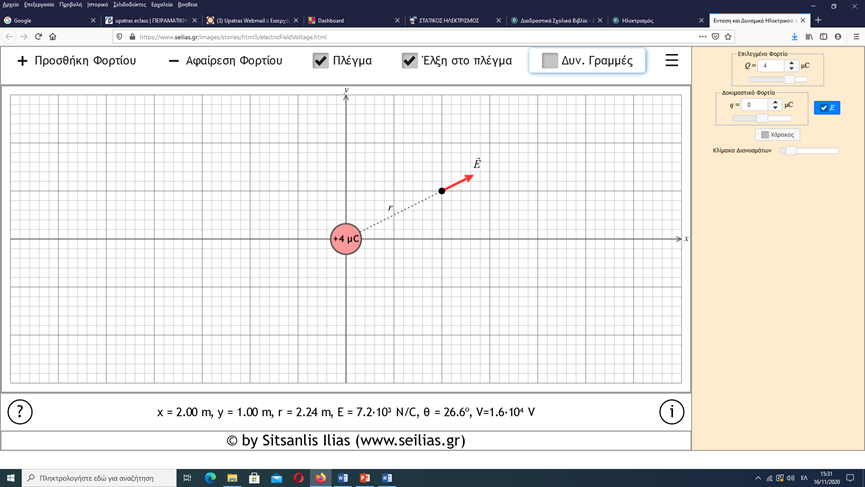 Αρχείο Επεξεργασία Προβολή Ιστορικό Σελιδοδείκτες Εργαλεία Βοήθεια
Google
upatras eclass | ΠΕΙΡΑΜΑΤΙΚΗ
(3) Upatras Webmail :: Εισερχ
Dashboard
ΣΤΑΤΙΚΟΣ ΗΛΕΚΤΡΙΣΜΟΣ
Διαδραστικά Σχολικά Βιβλία –
Ηλεκτρισμός
Ένταση και Δυναμικό Ηλεκτρικού
https://www.seilias.gr/images/stories/html5/electricFieldVoltage.html
+ Προσθήκη Φορτίου
− Αφαίρεση Φορτίου
Πλέγμα
Έλξη στο πλέγμα
Δυν. Γραμμές
Επιλεγμένο Φορτίο
Q = 4 μC
Δοκιμαστικό Φορτίο
q = 0 μC
E
Χάρακας
Κλίμακα Διανυσμάτων
y
E
r
+4 μC
x
?
x = 2.00 m, y = 1.00 m, r = 2.24 m, E = 7.2·10³ N/C, θ = 26.6⁰, V=1.6·10⁴ V
i
© by Sitsanlis Ilias (www.seilias.gr)
Πληκτρολογήστε εδώ για αναζήτηση
ΕΛ
15:31
16/11/2020